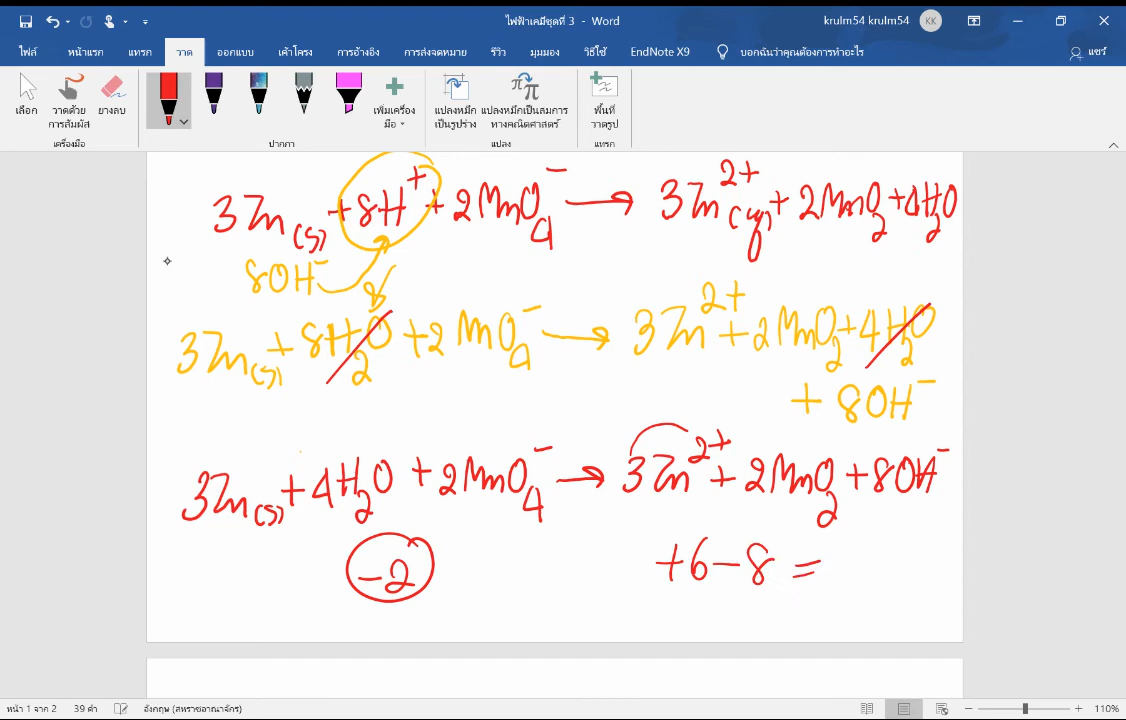 ไฟฟ้าเคมีชุดที่ 3 - Word
krulm54 krulm54 KK
ไฟล์ หน้าแรก แทรก วาด ออกแบบ เค้าโครง การอ้างอิง การส่งจดหมาย รีวิว มุมมอง วิธีใช้ EndNote X9 บอกฉันว่าคุณต้องการทำอะไร แชร์
เลือก วาดด้วยการสัมผัส ยางลบ เพิ่มเครื่องมือ แปลงหมึกเป็นรูปร่าง แปลงหมึกเป็นสมการทางคณิตศาสตร์ พื้นที่วาดรูป
เครื่องมือ ปากกา แปลง แทรก
3Zn(s) + 8H⁺ + 2MnO₄⁻ → 3Zn²⁺(aq) + 2MnO₂ + 4H₂O
8OH⁻
3Zn(s) + 8H₂O + 2MnO₄⁻ → 3Zn²⁺ + 2MnO₂ + 4H₂O
+ 8OH⁻
3Zn(s) + 4H₂O + 2MnO₄⁻ → 3Zn²⁺ + 2MnO₂ + 8OH⁻
-2 +6-8 =
หน้า 1 จาก 2 39 คำ อังกฤษ (สหราชอาณาจักร) 110%